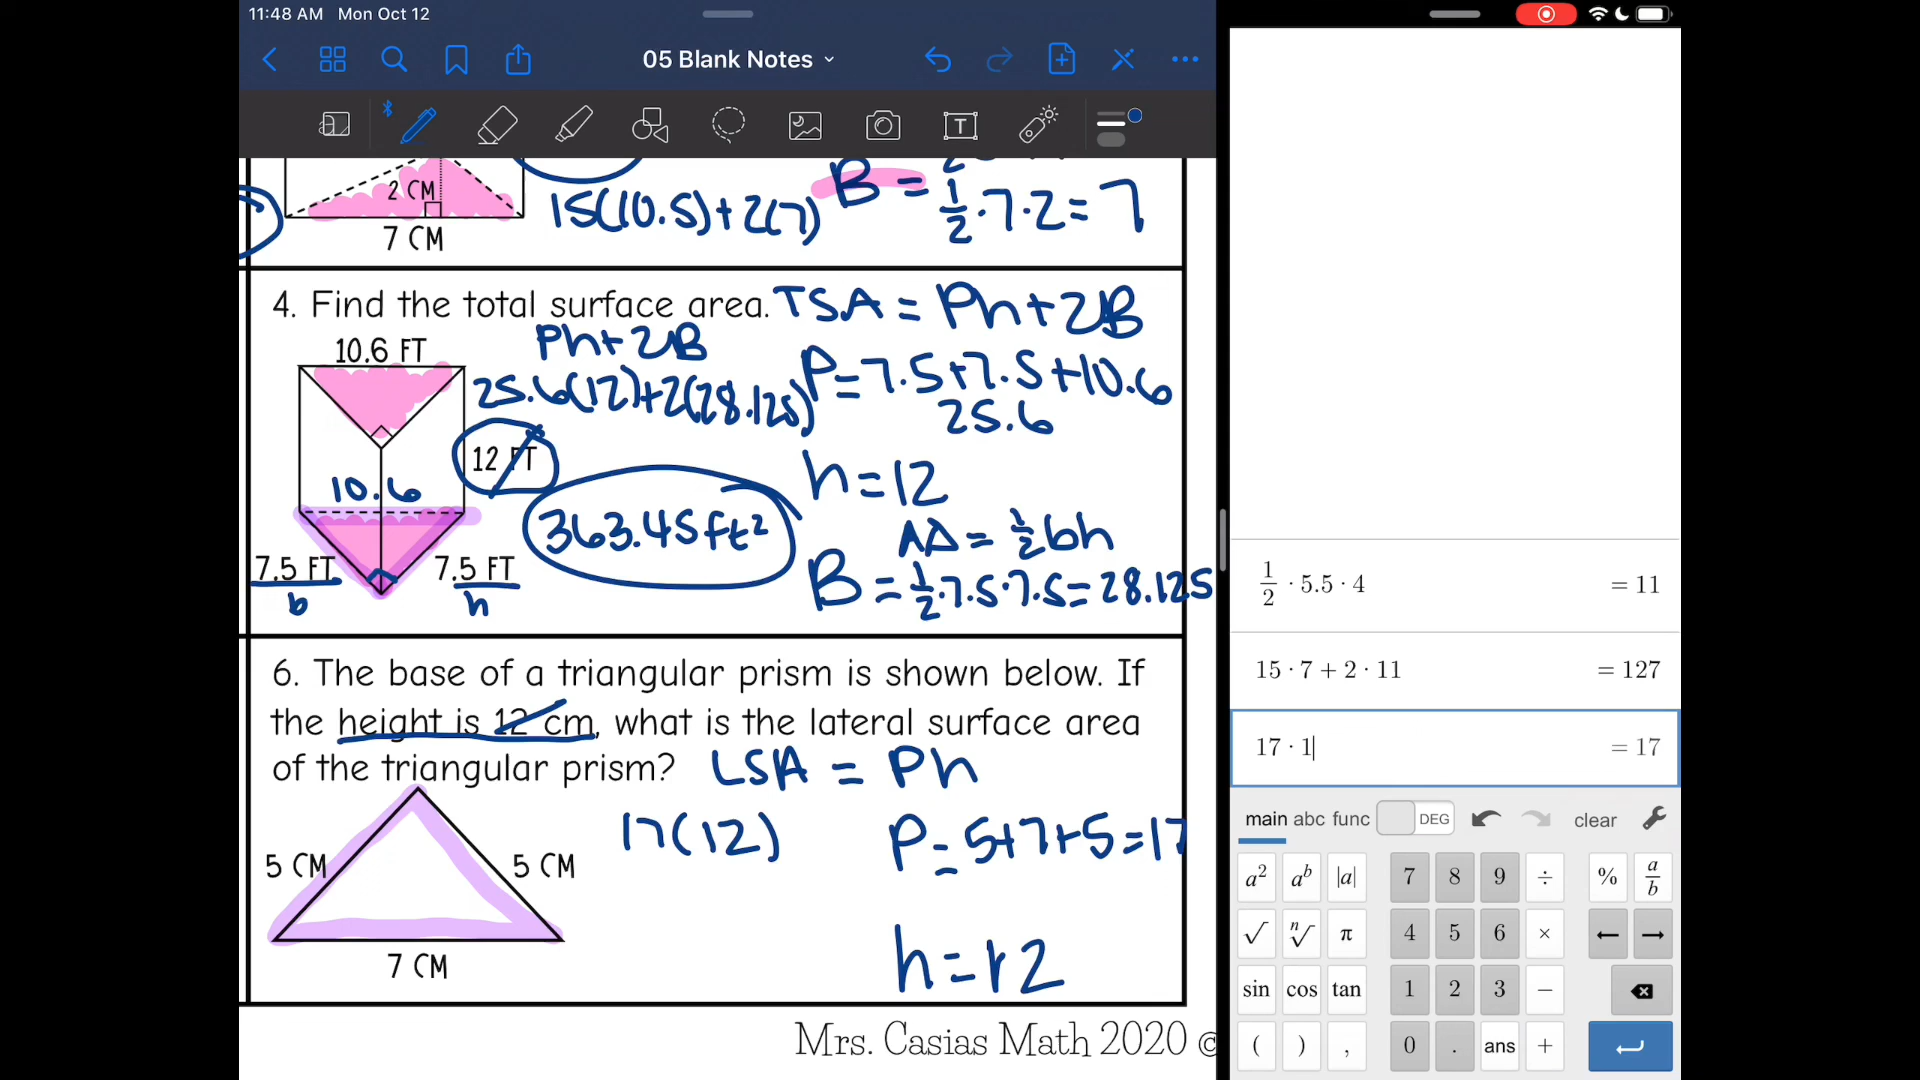 11:48 AM Mon Oct 12
05 Blank Notes
2 CM
7 CM
15(10.5)+2(7)
B = 1/2·7·2=7
4. Find the total surface area. TSA = Ph+2B
10.6 FT
Ph+2B
25.6(12)+2(28.125)
P=7.5+7.5+10.6
25.6
12 FT
h=12
10.6
363.45ft²
AΔ= 1/2bh
7.5 FT
b
7.5 FT
h
B = 1/2·7.5·7.5=28.125
6. The base of a triangular prism is shown below. If
the height is 12 cm, what is the lateral surface area
of the triangular prism? LSA = Ph
17(12)
P=5+7+5=17
5 CM
5 CM
7 CM
h=12
Mrs. Casias Math 2020 ©
1/2 · 5.5 · 4 = 11
15 · 7 + 2 · 11 = 127
17 · 1 = 17
main abc func DEG clear
a² aᵇ |a| 7 8 9 ÷ % a/b
√ ⁿ√ π 4 5 6 × ← →
sin cos tan 1 2 3 −
( ) , 0 . ans +